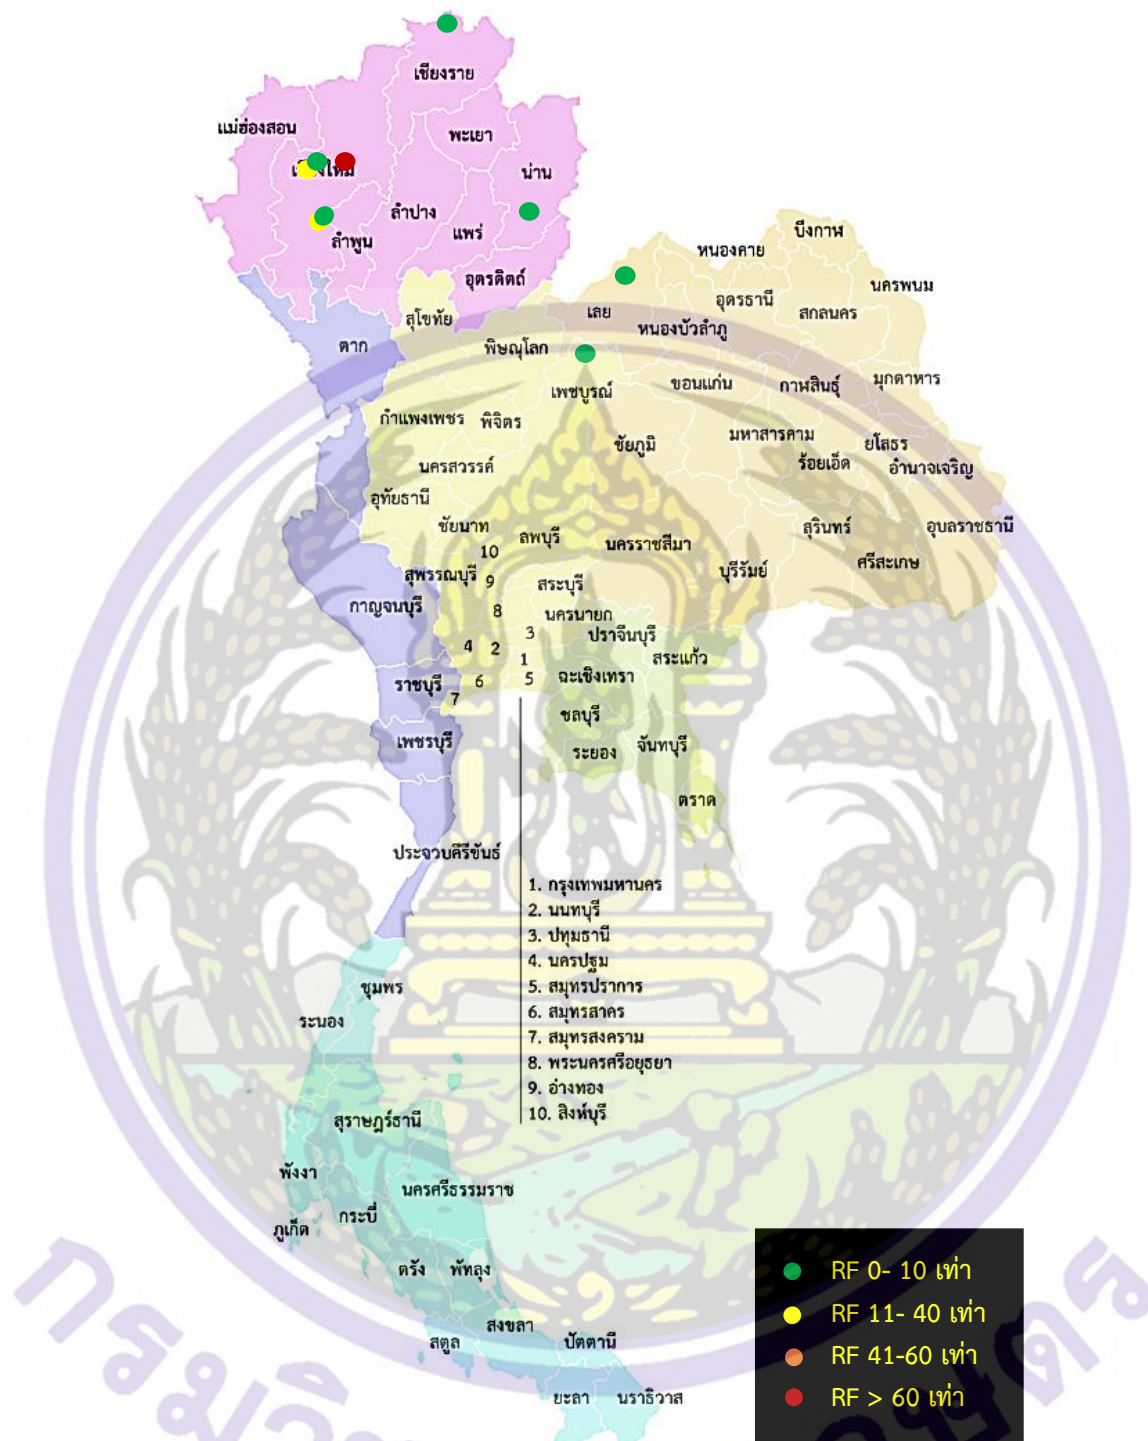 เชียงราย
แม่ฮ่องสอน
พะเยา
เชียงใหม่
น่าน
ลำปาง
แพร่
ลำพูน
บึงกาฬ
หนองคาย
อุตรดิตถ์
นครพนม
อุดรธานี
เลย
สกลนคร
สุโขทัย
หนองบัวลำภู
ตาก
พิษณุโลก
เพชบูรณ์
ขอนแก่น
กาฬสินธุ์
มุกดาหาร
กำแพงเพชร
พิจิตร
มหาสารคาม
ชัยภูมิ
ยโสธร
ร้อยเอ็ด
อำนาจเจริญ
นครสวรรค์
อุทัยธานี
ชัยนาท
ลพบุรี
นครราชสีมา
สุรินทร์
อุบลราชธานี
10
สุพรรณบุรี
9
สระบุรี
บุรีรัมย์
ศรีสะเกษ
กาญจนบุรี
8
นครนายก
3
ปราจีนบุรี
4
2
1
สระแก้ว
ราชบุรี
6
5
ฉะเชิงเทรา
7
ชลบุรี
เพชรบุรี
ระยอง
จันทบุรี
ตราด
ประจวบคีรีขันธ์
1. กรุงเทพมหานคร
2. นนทบุรี
3. ปทุมธานี
4. นครปฐม
5. สมุทรปราการ
6. สมุทรสาคร
7. สมุทรสงคราม
8. พระนครศรีอยุธยา
9. อ่างทอง
10. สิงห์บุรี
ชุมพร
ระนอง
สุราษฎร์ธานี
พังงา
นครศรีธรรมราช
กระบี่
ภูเก็ต
ตรัง
พัทลุง
สงขลา
สตูล
ปัตตานี
ยะลา
นราธิวาส
RF 0- 10 เท่า
RF 11- 40 เท่า
RF 41-60 เท่า
RF > 60 เท่า